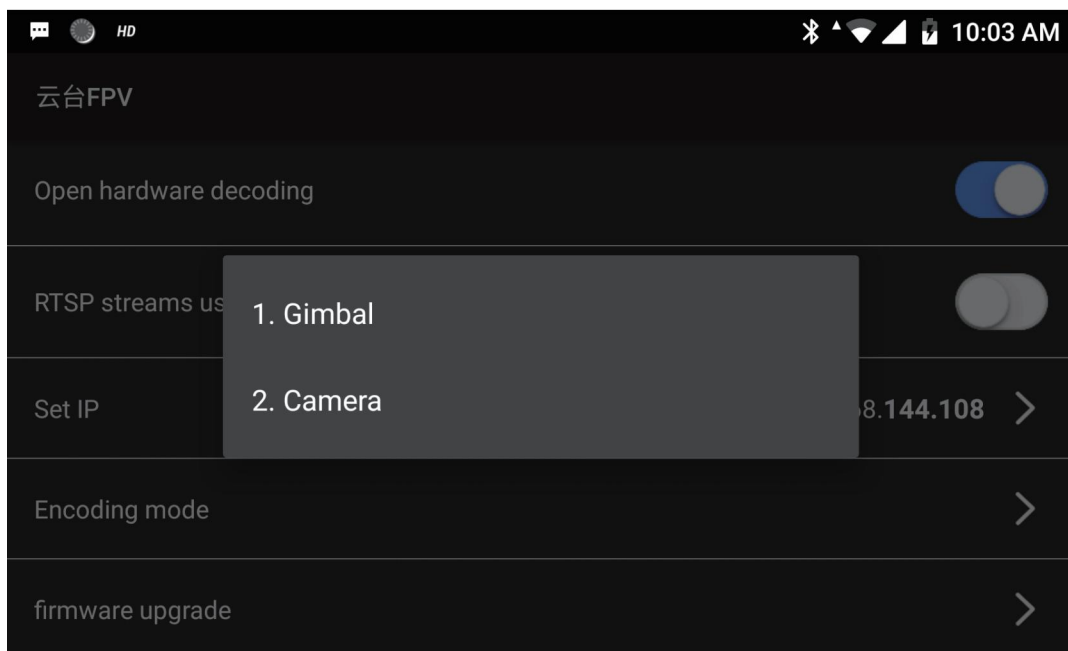 HD
10:03 AM
云台FPV
Open hardware decoding
RTSP streams us
1. Gimbal
2. Camera
Set IP
8.144.108
Encoding mode
firmware upgrade